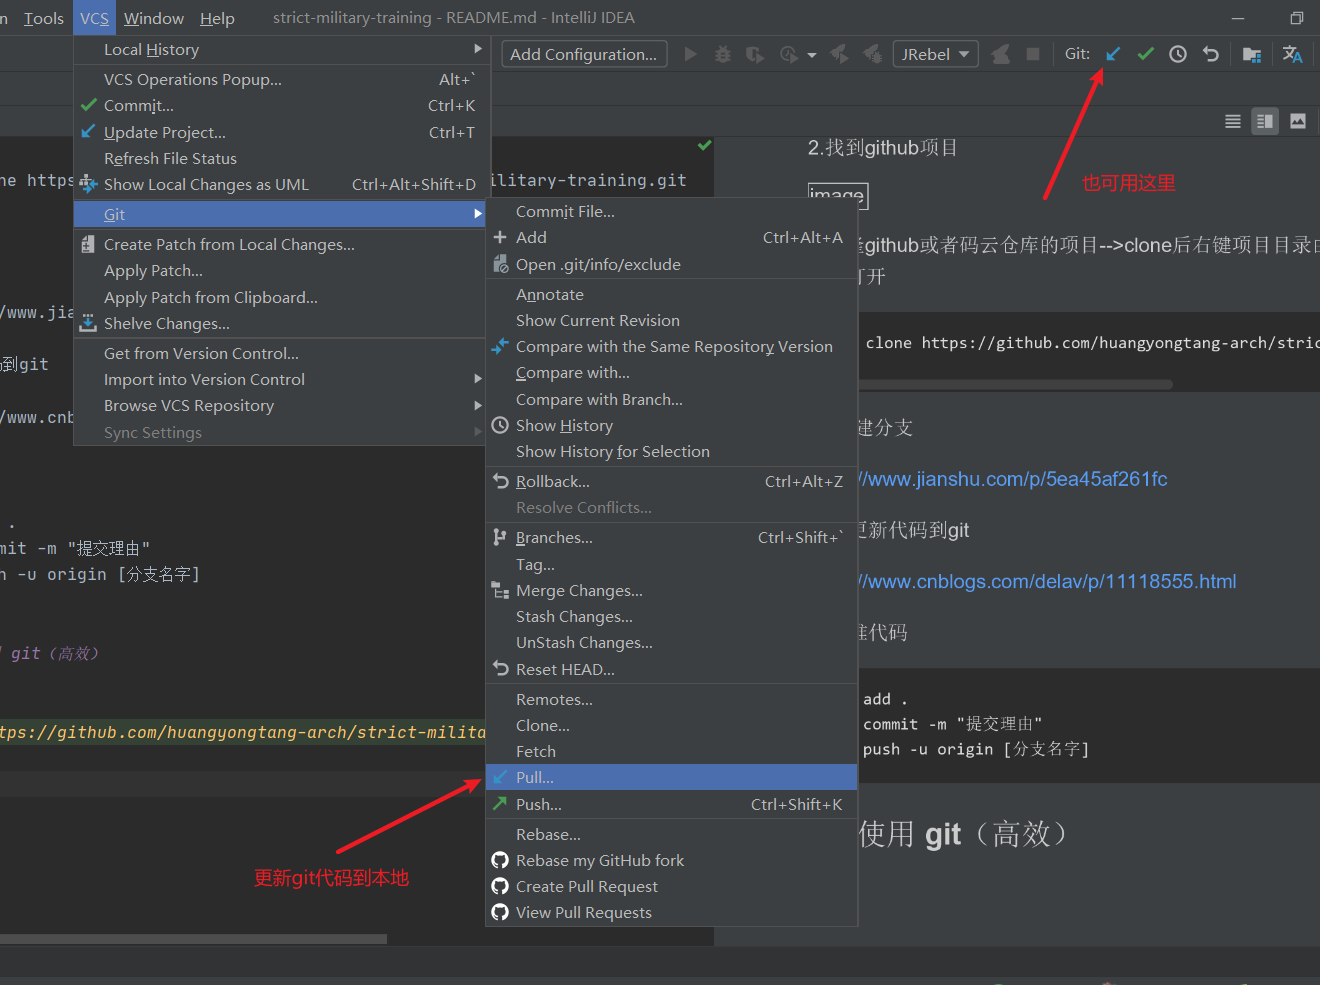 Tools VCS Window Help strict-military-training - README.md - IntelliJ IDEA
Add Configuration...
JRebel
Git:
Local History
VCS Operations Popup... Alt+`
Commit... Ctrl+K
Update Project... Ctrl+T
Refresh File Status
Show Local Changes as UML Ctrl+Alt+Shift+D
Git
Create Patch from Local Changes...
Apply Patch...
Apply Patch from Clipboard...
Shelve Changes...
Get from Version Control...
Import into Version Control
Browse VCS Repository
Sync Settings
Commit File...
Add Ctrl+Alt+A
Open .git/info/exclude
Annotate
Show Current Revision
Compare with the Same Repository Version
Compare with...
Compare with Branch...
Show History
Show History for Selection
Rollback... Ctrl+Alt+Z
Resolve Conflicts...
Branches... Ctrl+Shift+`
Tag...
Merge Changes...
Stash Changes...
UnStash Changes...
Reset HEAD...
Remotes...
Clone...
Fetch
Pull...
Push... Ctrl+Shift+K
Rebase...
Rebase my GitHub fork
Create Pull Request
View Pull Requests
ne https
ilitary-training.git
/www.jia
到git
/www.cnb
.
mit -m "提交理由"
h -u origin [分支名字]
git（高效）
tps://github.com/huangyongtang-arch/strict-milita
更新git代码到本地
也可用这里
2.找到github项目
image
github或者码云仓库的项目-->clone后右键项目目录
打开
clone https://github.com/huangyongtang-arch/stric
建分支
//www.jianshu.com/p/5ea45af261fc
更新代码到git
//www.cnblogs.com/delav/p/11118555.html
推代码
add .
commit -m "提交理由"
push -u origin [分支名字]
使用 git（高效）